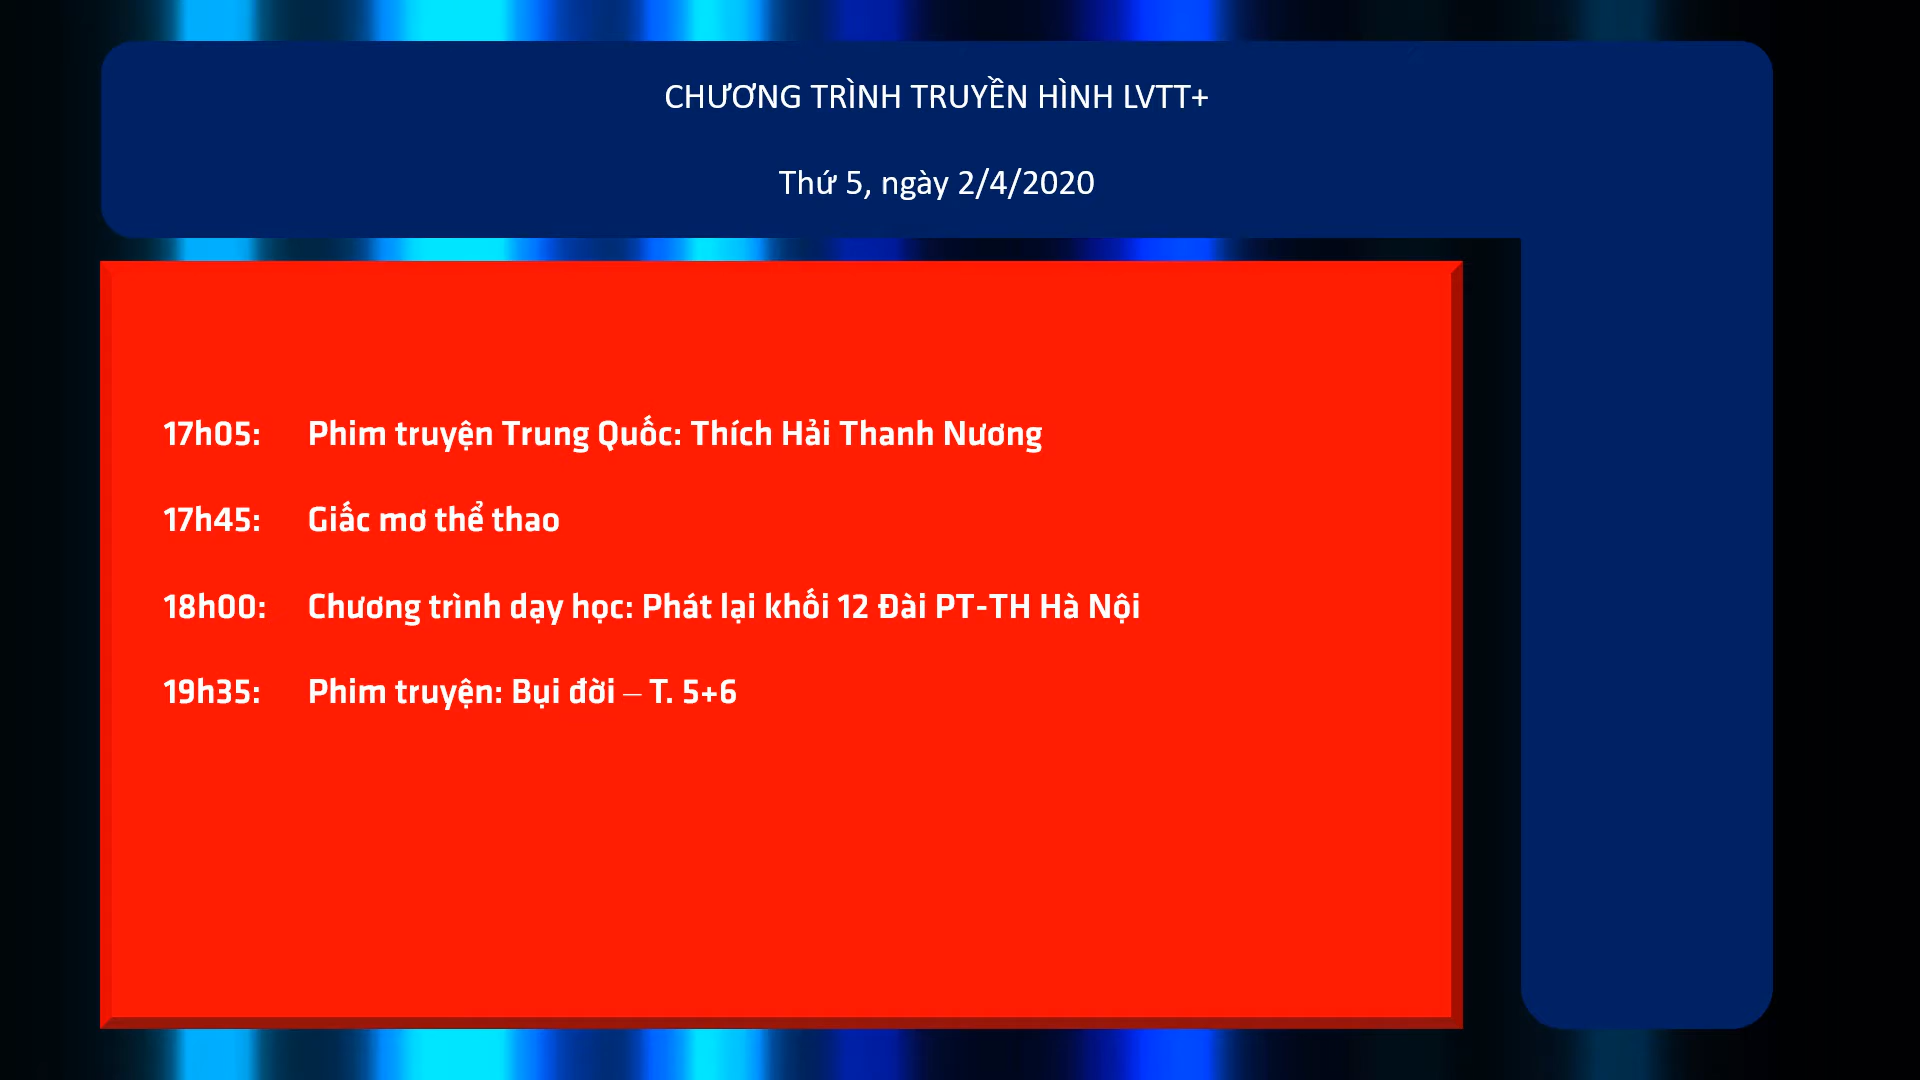 CHƯƠNG TRÌNH TRUYỀN HÌNH LVTT+
Thứ 5, ngày 2/4/2020
17h05: Phim truyện Trung Quốc: Thích Hải Thanh Nương
17h45: Giấc mơ thể thao
18h00: Chương trình dạy học: Phát lại khối 12 Đài PT-TH Hà Nội
19h35: Phim truyện: Bụi đời – T. 5+6